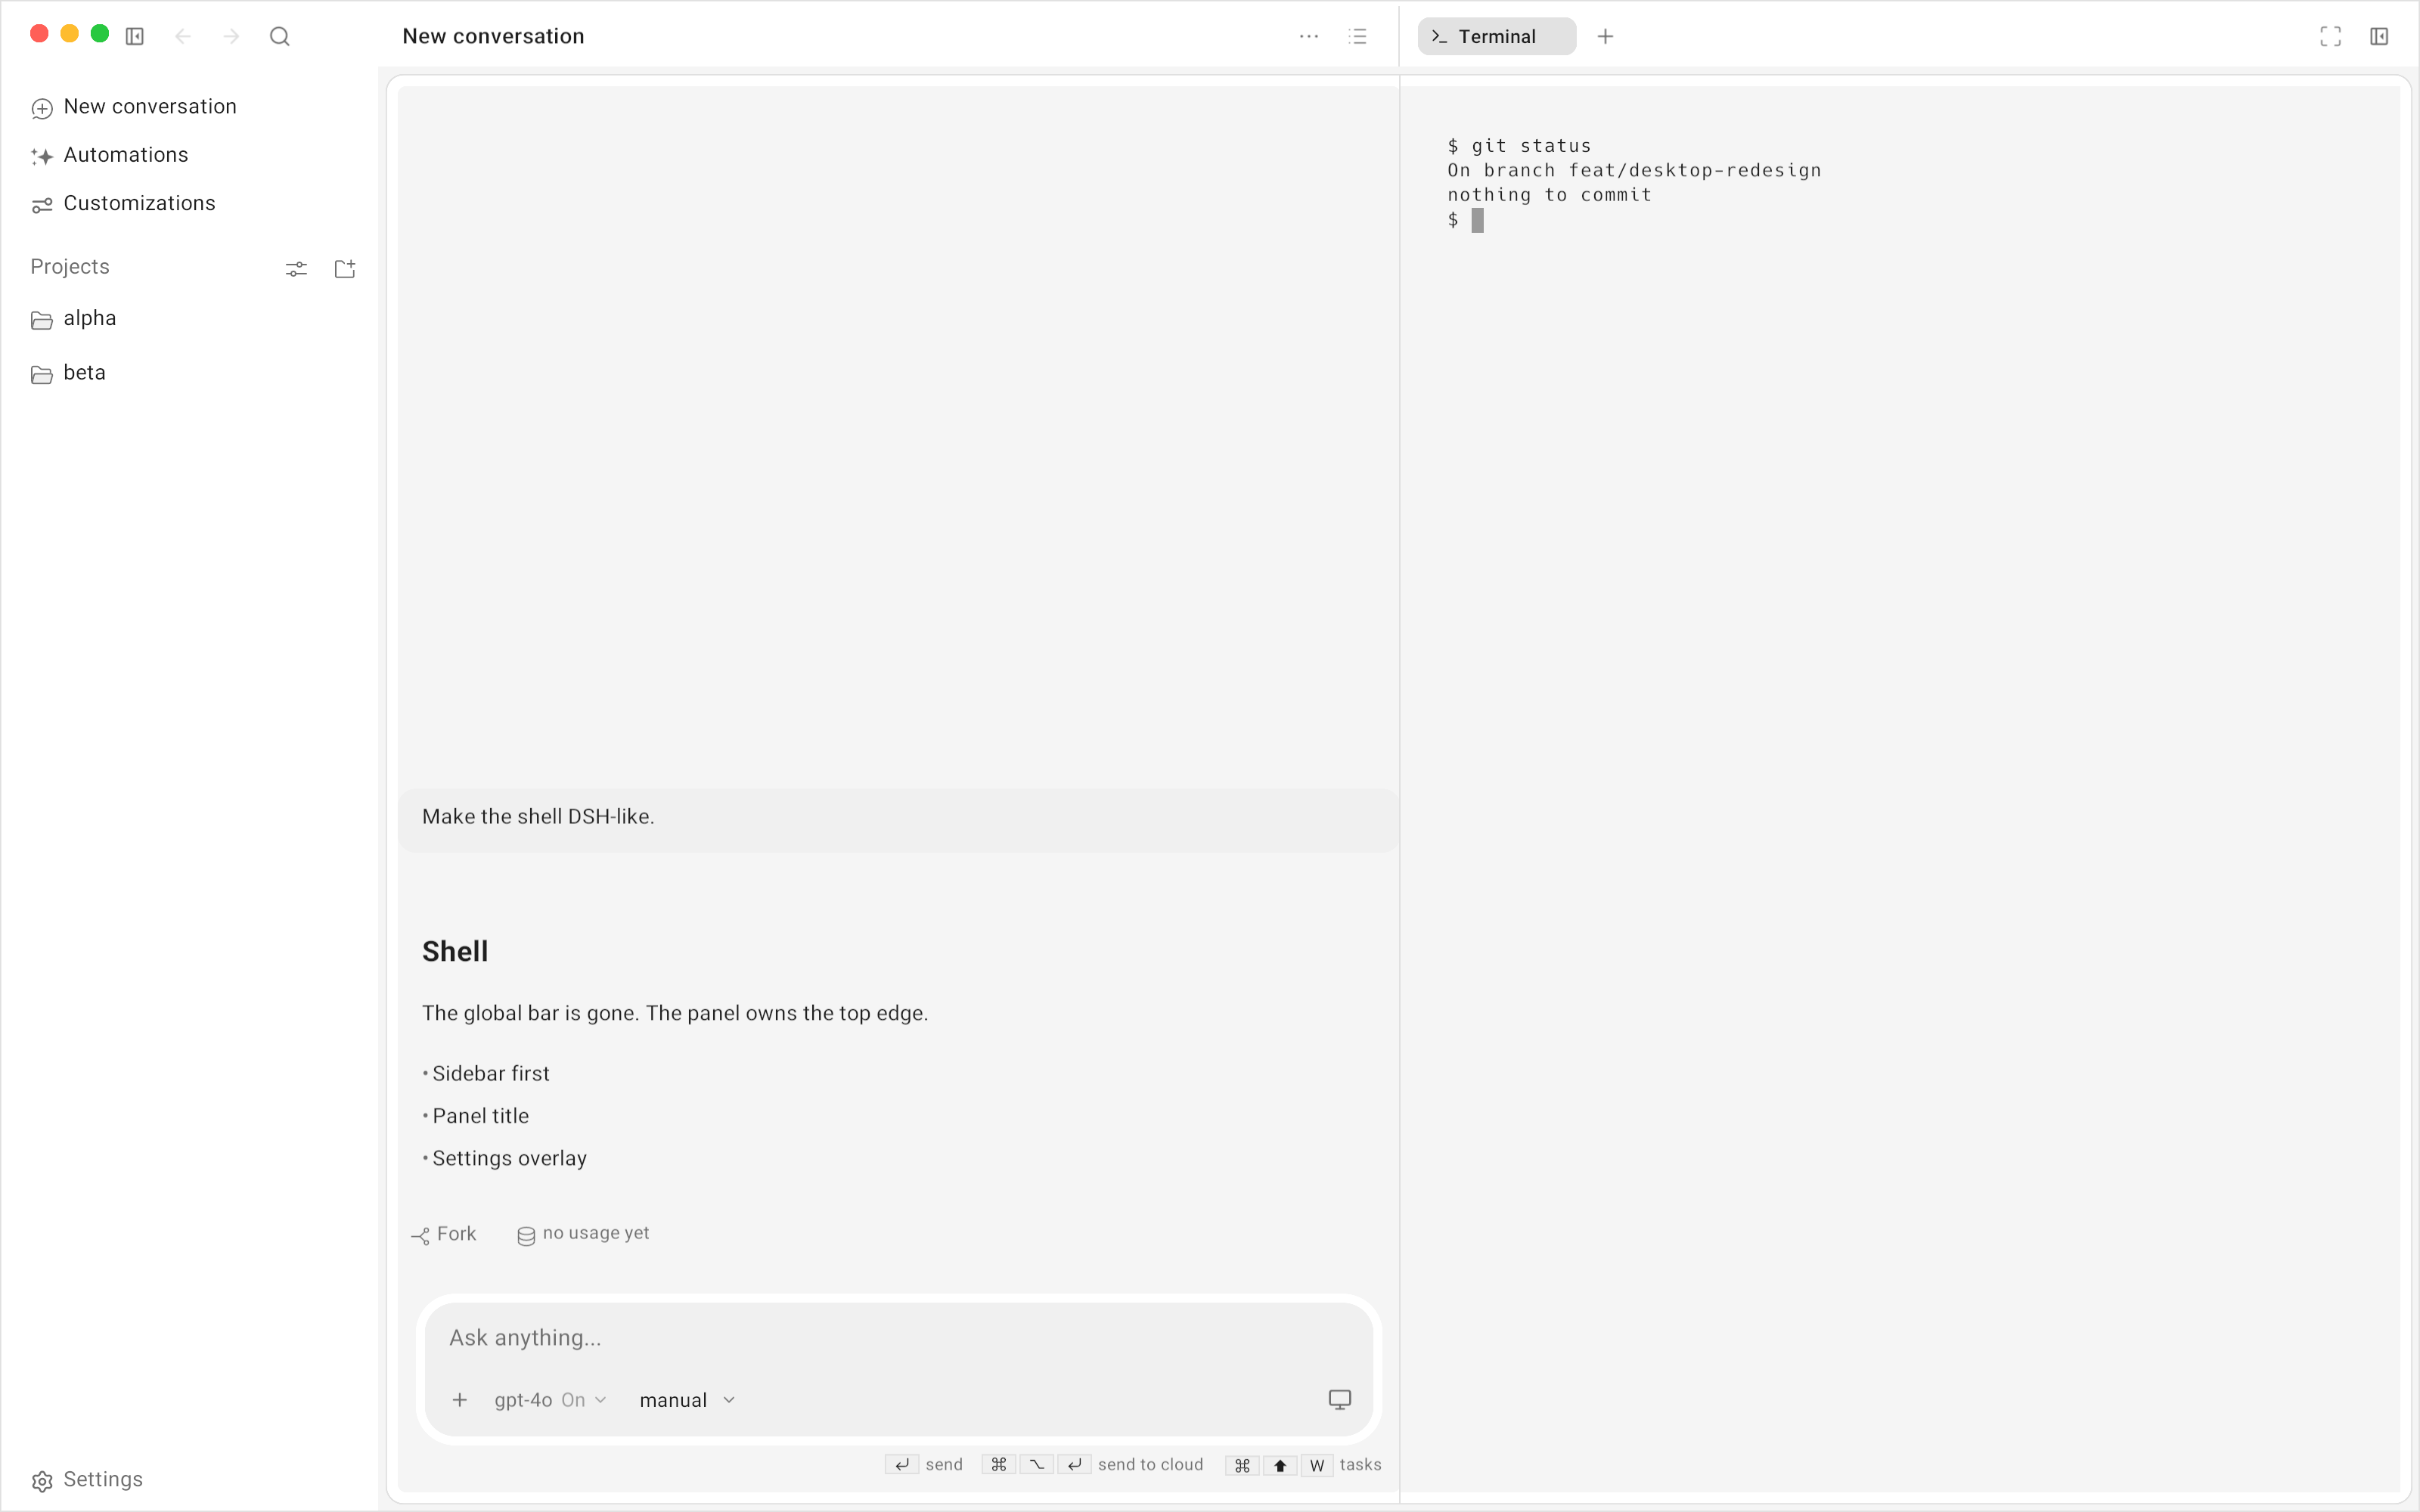 New conversation
Terminal
New conversation
Automations
Customizations
Projects
alpha
beta
Settings
$ git status
On branch feat/desktop-redesign
nothing to commit
$
Make the shell DSH-like.
Shell
The global bar is gone. The panel owns the top edge.
• Sidebar first
• Panel title
• Settings overlay
Fork no usage yet
Ask anything...
+ gpt-4o On manual
send ⌘ ⌥ send to cloud ⌘ W tasks